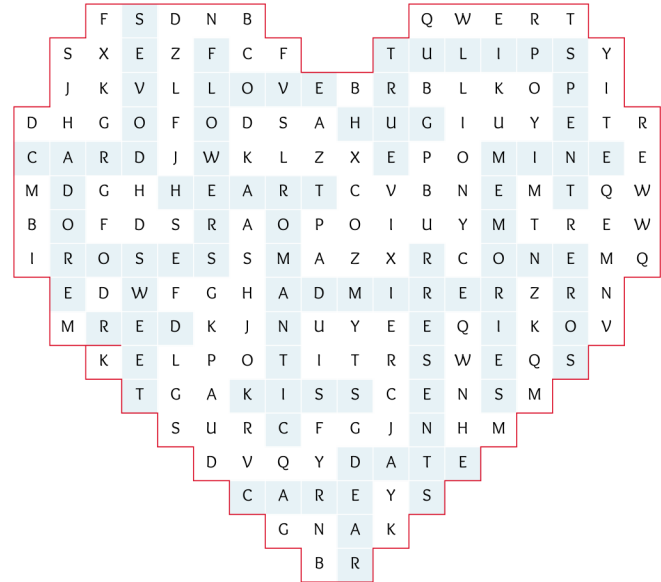 F S D N B Q W E R T
S X E Z F C F T U L I P S Y
J K V L L O V E B R B L K O P I
D H G O F O D S A H U G I U Y E T R
C A R D J W K L Z X E P O M I N E E
M D G H H E A R T C V B N E M T Q W
B O F D S R A O P O I U Y M T R E W
I R O S E S S M A Z X R C O N E M Q
E D W F G H A D M I R E R Z R N
M R E D K J N U Y E E Q I K O V
K E L P O T I T R S W E Q S
T G A K I S S C E N S M
S U R C F G J N H M
D V Q Y D A T E
C A R E Y S
G N A K
B R